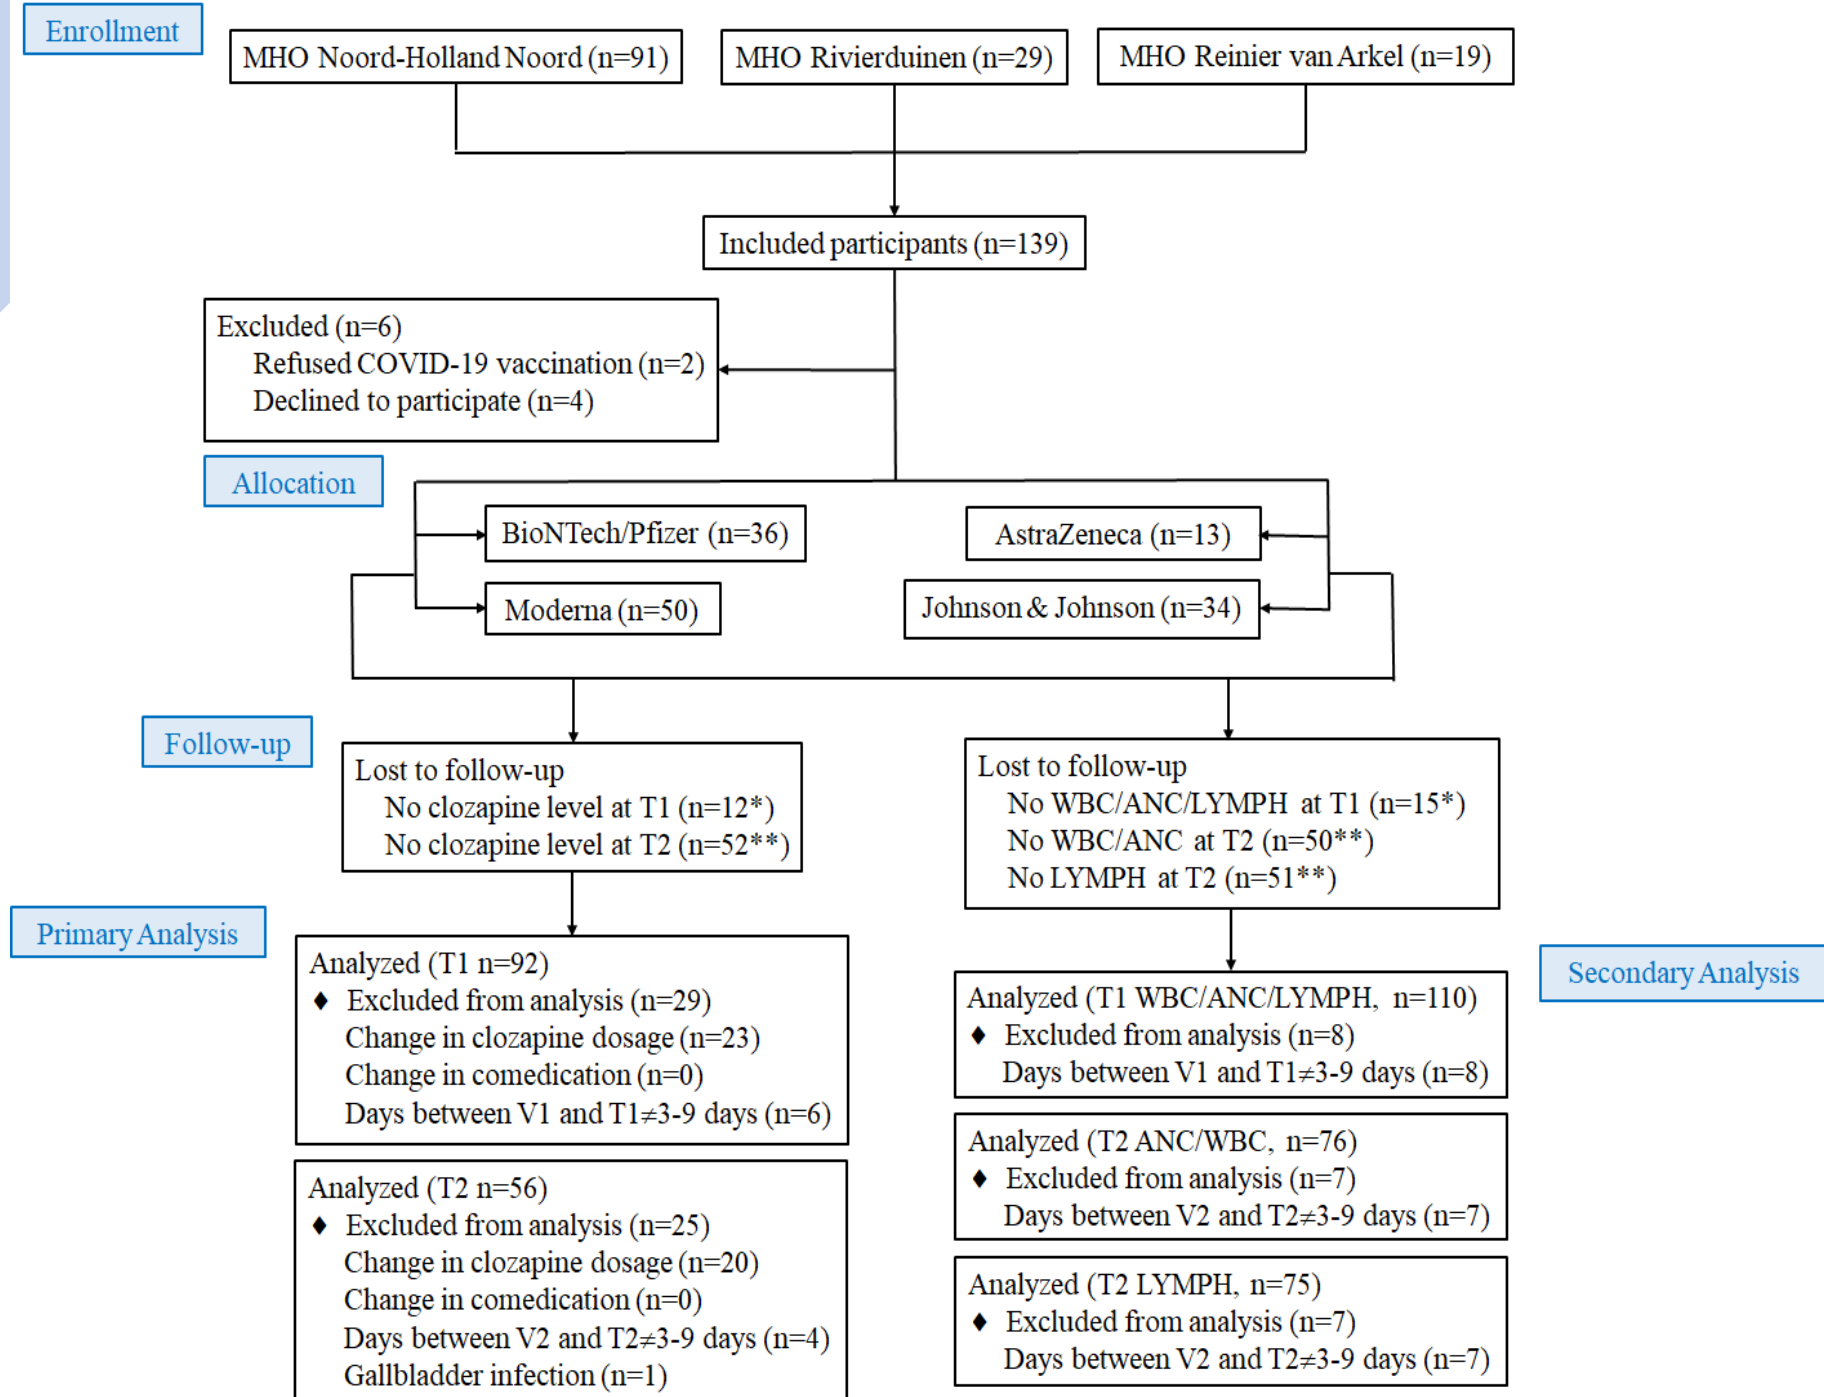 Enrollment
MHO Noord-Holland Noord (n=91)
MHO Rivierduinen (n=29)
MHO Reinier van Arkel (n=19)
Included participants (n=139)
Excluded (n=6)
Refused COVID-19 vaccination (n=2)
Declined to participate (n=4)
Allocation
BioNTech/Pfizer (n=36)
AstraZeneca (n=13)
Moderna (n=50)
Johnson & Johnson (n=34)
Follow-up
Lost to follow-up
No clozapine level at T1 (n=12*)
No clozapine level at T2 (n=52**)
Lost to follow-up
No WBC/ANC/LYMPH at T1 (n=15*)
No WBC/ANC at T2 (n=50**)
No LYMPH at T2 (n=51**)
Primary Analysis
Analyzed (T1 n=92)
♦ Excluded from analysis (n=29)
Change in clozapine dosage (n=23)
Change in comedication (n=0)
Days between V1 and T1≠3-9 days (n=6)
Analyzed (T2 n=56)
♦ Excluded from analysis (n=25)
Change in clozapine dosage (n=20)
Change in comedication (n=0)
Days between V2 and T2≠3-9 days (n=4)
Gallbladder infection (n=1)
Secondary Analysis
Analyzed (T1 WBC/ANC/LYMPH, n=110)
♦ Excluded from analysis (n=8)
Days between V1 and T1≠3-9 days (n=8)
Analyzed (T2 ANC/WBC, n=76)
♦ Excluded from analysis (n=7)
Days between V2 and T2≠3-9 days (n=7)
Analyzed (T2 LYMPH, n=75)
♦ Excluded from analysis (n=7)
Days between V2 and T2≠3-9 days (n=7)